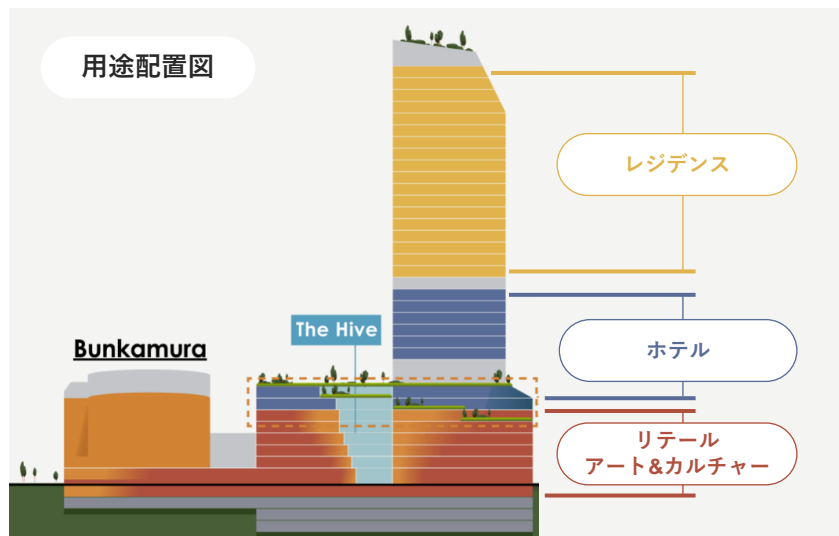 用途配置図
レジデンス
The Hive
Bunkamura
ホテル
リテール
アート&カルチャー